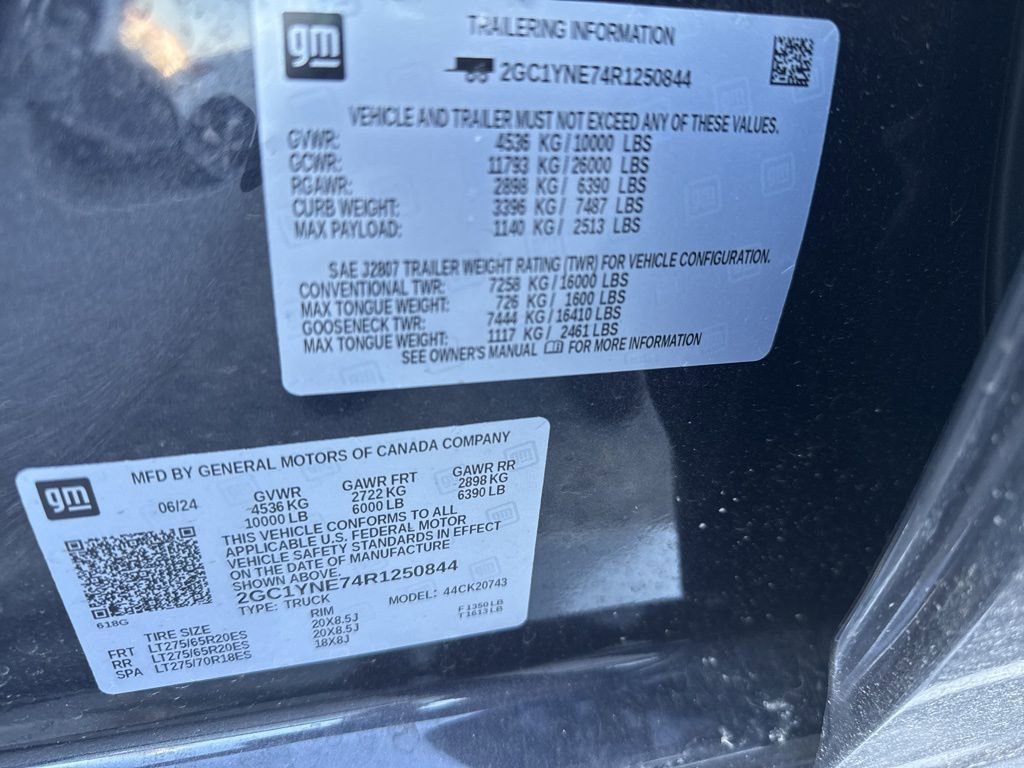 gm
TRAILERING INFORMATION
2GC1YNE74R1250844
VEHICLE AND TRAILER MUST NOT EXCEED ANY OF THESE VALUES.
GVWR: 4536 KG/10000 LBS
GCWR: 11793 KG/26000 LBS
RGAWR: 2898 KG/ 6390 LBS
CURB WEIGHT: 3396 KG/ 7487 LBS
MAX PAYLOAD: 1140 KG/ 2513 LBS
SAE J2807 TRAILER WEIGHT RATING (TWR) FOR VEHICLE CONFIGURATION.
CONVENTIONAL TWR: 7258 KG/16000 LBS
MAX TONGUE WEIGHT: 726 KG/ 1600 LBS
GOOSENECK TWR: 7444 KG/16410 LBS
MAX TONGUE WEIGHT: 1117 KG/ 2461 LBS
SEE OWNER'S MANUAL FOR MORE INFORMATION
gm
MFD BY GENERAL MOTORS OF CANADA COMPANY
06/24 GVWR GAWR FRT GAWR RR
4536 KG 2722 KG 2898 KG
10000 LB 6000 LB 6390 LB
THIS VEHICLE CONFORMS TO ALL
APPLICABLE U.S. FEDERAL MOTOR
VEHICLE SAFETY STANDARDS IN EFFECT
ON THE DATE OF MANUFACTURE
SHOWN ABOVE.
2GC1YNE74R1250844
TYPE: TRUCK MODEL: 44CK20743
618G
TIRE SIZE RIM F 1350 LB
FRT LT275/65R20ES 20X8.5J T 1613 LB
RR LT275/65R20ES 20X8.5J
SPA LT275/70R18ES 18X8J